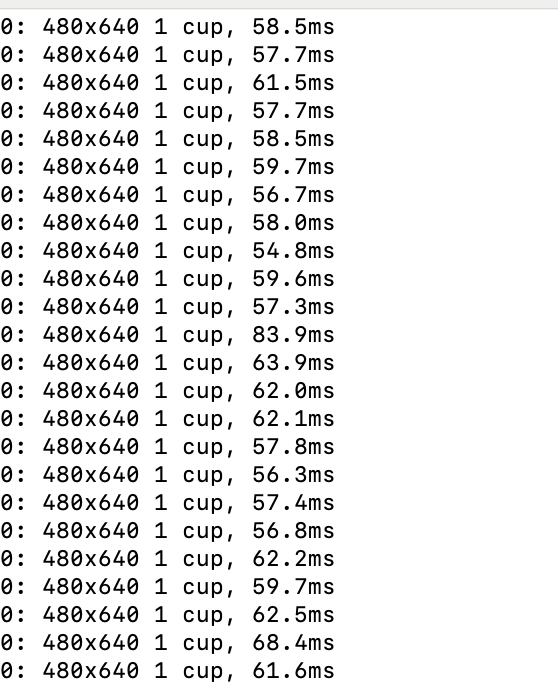 0: 480x640 1 cup, 58.5ms
0: 480x640 1 cup, 57.7ms
0: 480x640 1 cup, 61.5ms
0: 480x640 1 cup, 57.7ms
0: 480x640 1 cup, 58.5ms
0: 480x640 1 cup, 59.7ms
0: 480x640 1 cup, 56.7ms
0: 480x640 1 cup, 58.0ms
0: 480x640 1 cup, 54.8ms
0: 480x640 1 cup, 59.6ms
0: 480x640 1 cup, 57.3ms
0: 480x640 1 cup, 83.9ms
0: 480x640 1 cup, 63.9ms
0: 480x640 1 cup, 62.0ms
0: 480x640 1 cup, 62.1ms
0: 480x640 1 cup, 57.8ms
0: 480x640 1 cup, 56.3ms
0: 480x640 1 cup, 57.4ms
0: 480x640 1 cup, 56.8ms
0: 480x640 1 cup, 62.2ms
0: 480x640 1 cup, 59.7ms
0: 480x640 1 cup, 62.5ms
0: 480x640 1 cup, 68.4ms
0: 480x640 1 cup, 61.6ms